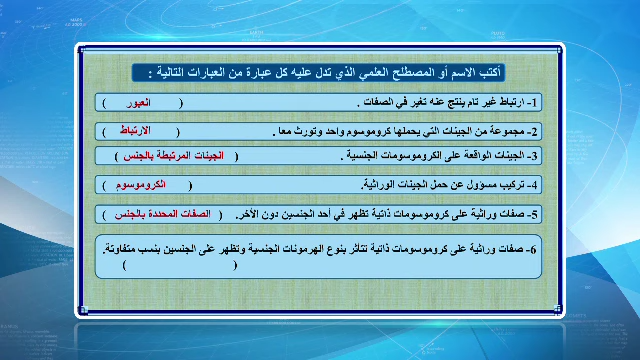 أكتب الاسم أو المصطلح العلمي الذي تدل عليه كل عبارة من العبارات التالية :
1- ارتباط غير تام ينتج عنه تغير في الصفات . ( العبور )
2- مجموعة من الجينات التي يحملها كروموسوم واحد وتورث معا . ( الارتباط )
3- الجينات الواقعة على الكروموسومات الجنسية . ( الجينات المرتبطة بالجنس )
4- تركيب مسؤول عن حمل الجينات الوراثية. ( الكروموسوم )
5- صفات وراثية على كروموسومات ذاتية تظهر في أحد الجنسين دون الآخر. ( الصفات المحددة بالجنس )
6- صفات وراثية على كروموسومات ذاتية تتأثر بنوع الهرمونات الجنسية وتظهر على الجنسين بنسب متفاوتة.
( )